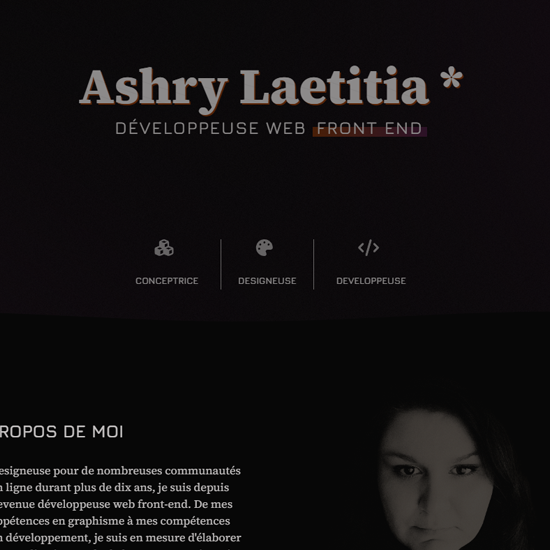 Ashry Laetitia *
DÉVELOPPEUSE WEB FRONT END
CONCEPTRICE
DESIGNEUSE
DEVELOPPEUSE
ROPOS DE MOI
esigneuse pour de nombreuses communautés
n ligne durant plus de dix ans, je suis depuis
evenue développeuse web front-end. De mes
opétences en graphisme à mes compétences
n développement, je suis en mesure d'élaborer